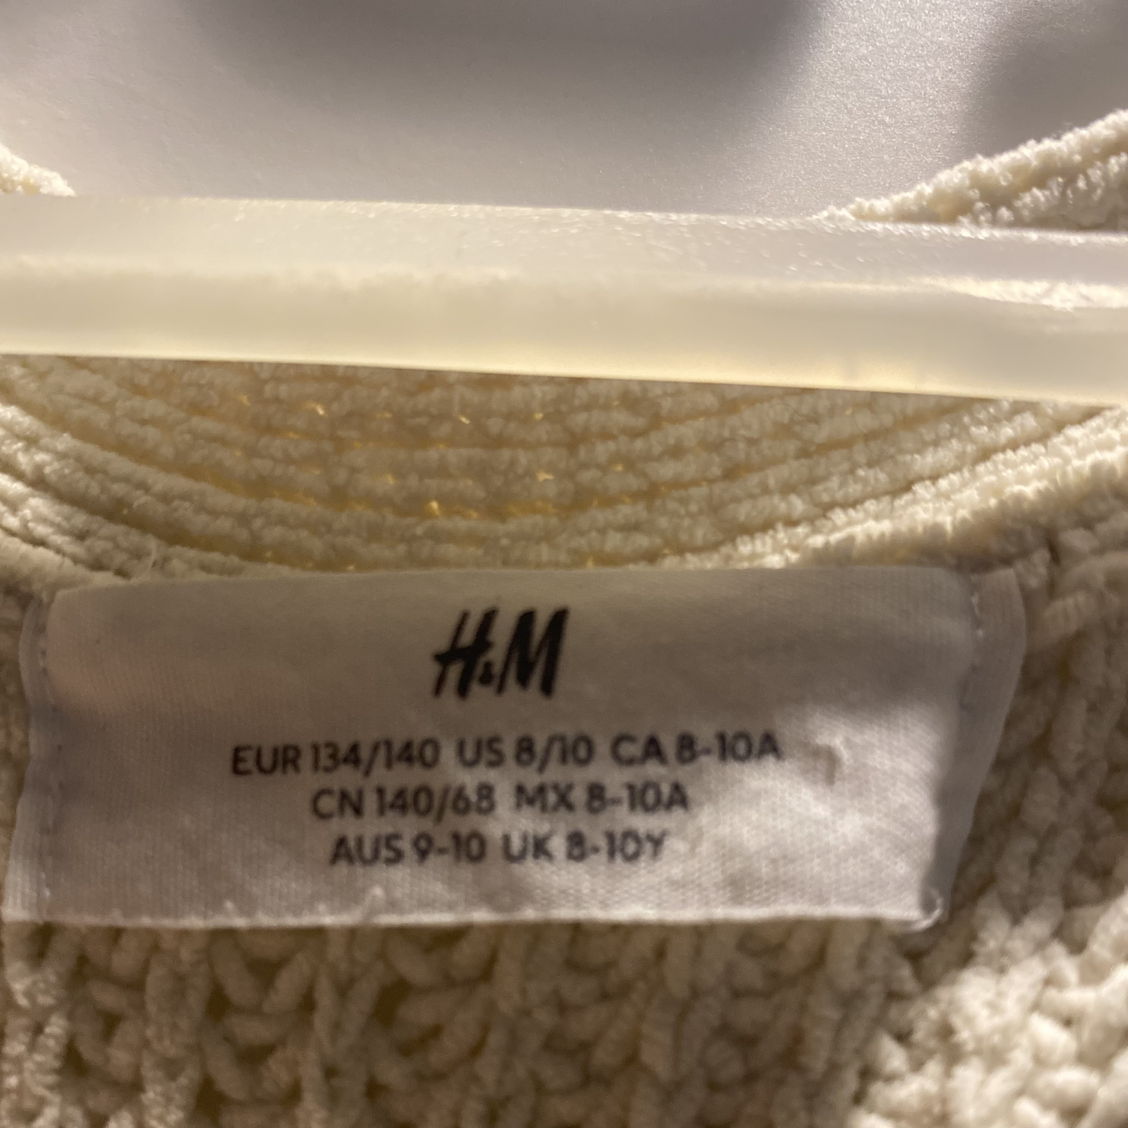 H&M
EUR 134/140 US 8/10 CA 8-10A
CN 140/68 MX 8-10A
AUS 9-10 UK 8-10Y